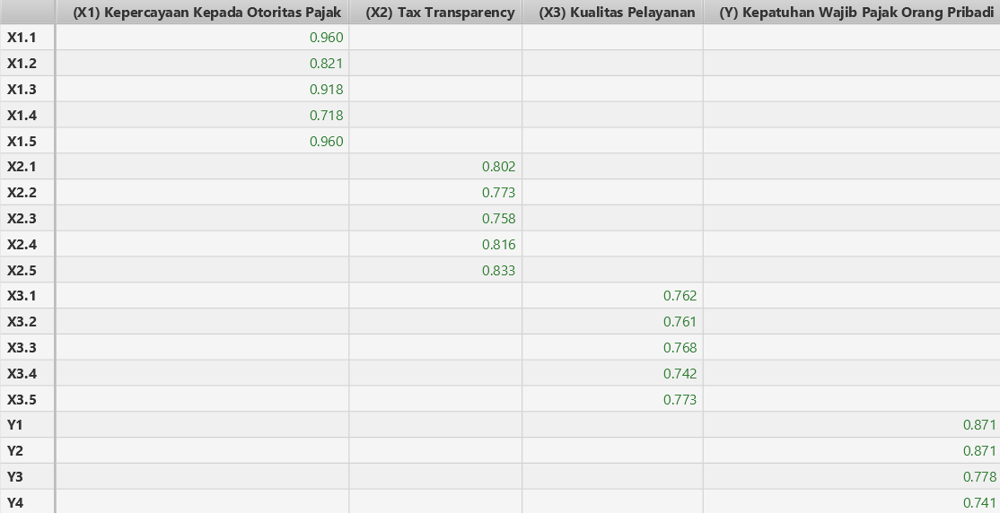 (X1) Kepercayaan Kepada Otoritas Pajak (X2) Tax Transparency (X3) Kualitas Pelayanan (Y) Kepatuhan Wajib Pajak Orang Pribadi
X1.1 0.960
X1.2 0.821
X1.3 0.918
X1.4 0.718
X1.5 0.960
X2.1 0.802
X2.2 0.773
X2.3 0.758
X2.4 0.816
X2.5 0.833
X3.1 0.762
X3.2 0.761
X3.3 0.768
X3.4 0.742
X3.5 0.773
Y1 0.871
Y2 0.871
Y3 0.778
Y4 0.741